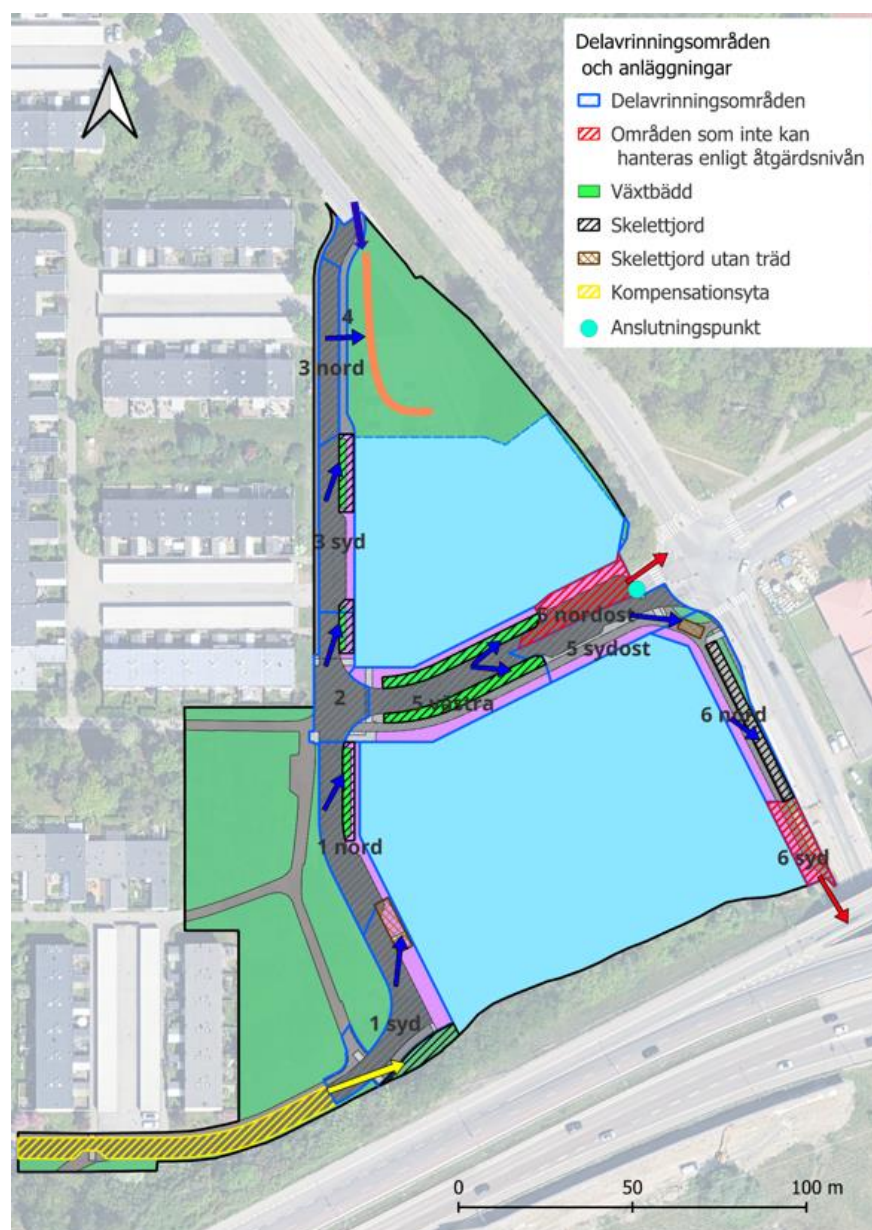 Delavrinningsområden
och anläggningar
Delavrinningsområden
Områden som inte kan
hanteras enligt åtgärdsnivån
Växtbädd
Skelettjord
Skelettjord utan träd
Kompensationsyta
Anslutningspunkt
4
3 nord
3 syd
5 nordost
5 sydost
2
5 västra
6 nord
1 nord
6 syd
1 syd
0 50 100 m